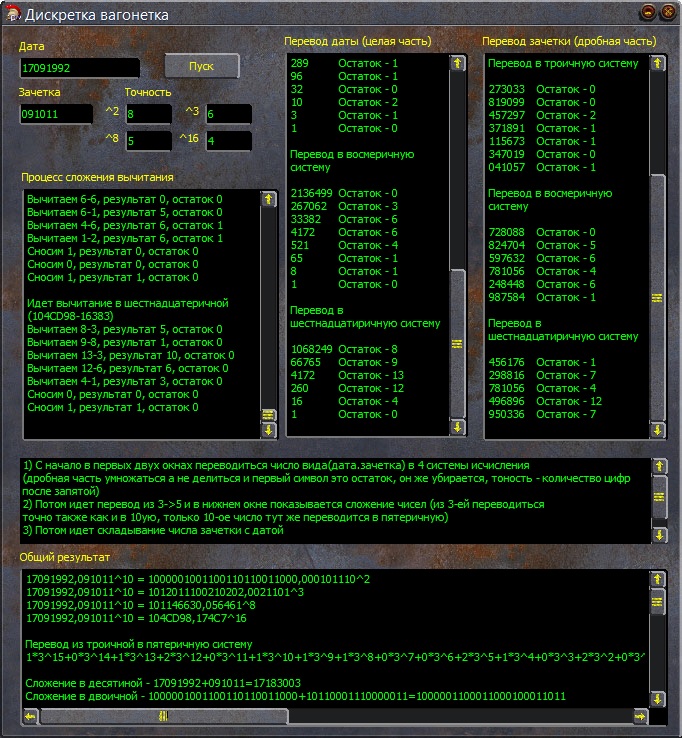 Дискретка вагонетка
Дата
17091992
Пуск
Зачетка
Точность
091011
^2
8
^3
6
^8
5
^16
4
Процесс сложения вычитания
Вычитаем 6-6, результат 0, остаток 0
Вычитаем 6-1, результат 5, остаток 0
Вычитаем 4-6, результат 6, остаток 1
Вычитаем 1-2, результат 6, остаток 1
Сносим 1, результат 0, остаток 0
Сносим 0, результат 0, остаток 0
Сносим 1, результат 1, остаток 0
Идет вычитание в шестнадцатеричной
(104CD98-16383)
Вычитаем 8-3, результат 5, остаток 0
Вычитаем 9-8, результат 1, остаток 0
Вычитаем 13-3, результат 10, остаток 0
Вычитаем 12-6, результат 6, остаток 0
Вычитаем 4-1, результат 3, остаток 0
Сносим 0, результат 0, остаток 0
Сносим 1, результат 1, остаток 0
Перевод даты (целая часть)
289 Остаток - 1
96 Остаток - 1
32 Остаток - 0
10 Остаток - 2
3 Остаток - 1
1 Остаток - 0
Перевод в восмеричную
систему
2136499 Остаток - 0
267062 Остаток - 3
33382 Остаток - 6
4172 Остаток - 6
521 Остаток - 4
65 Остаток - 1
8 Остаток - 1
1 Остаток - 0
Перевод в
шестнадцатиричную систему
1068249 Остаток - 8
66765 Остаток - 9
4172 Остаток - 13
260 Остаток - 12
16 Остаток - 4
1 Остаток - 0
Перевод зачетки (дробная часть)
Перевод в троичную систему
273033 Остаток - 0
819099 Остаток - 0
457297 Остаток - 2
371891 Остаток - 1
115673 Остаток - 1
347019 Остаток - 0
041057 Остаток - 1
Перевод в восмеричную
систему
728088 Остаток - 0
824704 Остаток - 5
597632 Остаток - 6
781056 Остаток - 4
248448 Остаток - 6
987584 Остаток - 1
Перевод в
шестнадцатиричную систему
456176 Остаток - 1
298816 Остаток - 7
781056 Остаток - 4
496896 Остаток - 12
950336 Остаток - 7
1) С начало в первых двух окнах переводиться число вида(дата.зачетка) в 4 системы исчисления
(дробная часть умножаться а не делиться и первый символ это остаток, он же убирается, тоность - количество цифр
после запятой)
2) Потом идет перевод из 3->5 и в нижнем окне показывается сложение чисел (из 3-ей переводиться
точно также как и в 10ую, только 10-ое число тут же переводится в пятеричную)
3) Потом идет складывание числа зачетки с датой
Общий результат
17091992,091011^10 = 1000001001100110110011000,000101110^2
17091992,091011^10 = 1012011100210202,0021101^3
17091992,091011^10 = 101146630,056461^8
17091992,091011^10 = 104CD98,174C7^16
Перевод из троичной в пятеричную систему
1*3^15+0*3^14+1*3^13+2*3^12+0*3^11+1*3^10+1*3^9+1*3^8+0*3^7+0*3^6+2*3^5+1*3^4+0*3^3+2*3^2+0*3^
Сложение в десятиной - 17091992+091011=17183003
Сложение в двоичной - 1000001001100110110011000+10110001110000011=1000001100011000100011011